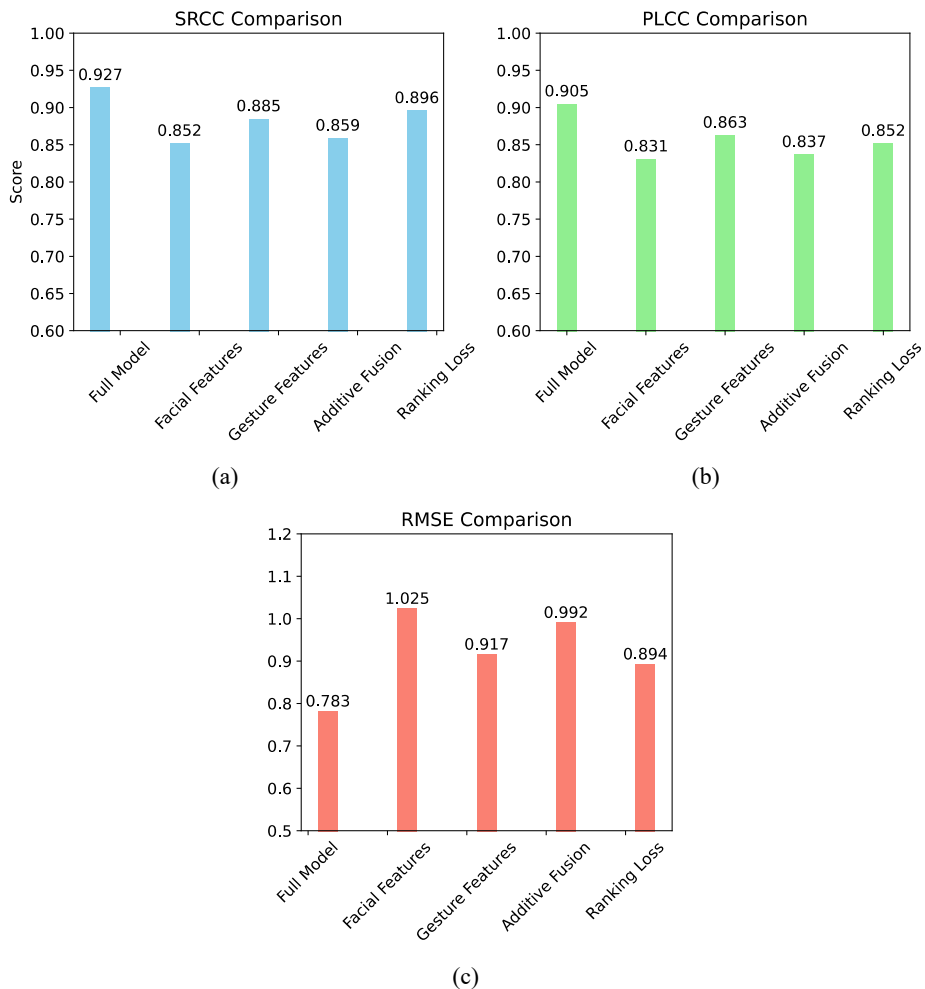 SRCC Comparison
1.00
0.95
0.90
0.85
0.80
0.75
0.70
0.65
0.60
Score
0.927
0.852
0.885
0.859
0.896
Full Model
Facial Features
Gesture Features
Additive Fusion
Ranking Loss
(a)
PLCC Comparison
1.00
0.95
0.90
0.85
0.80
0.75
0.70
0.65
0.60
0.905
0.831
0.863
0.837
0.852
Full Model
Facial Features
Gesture Features
Additive Fusion
Ranking Loss
(b)
RMSE Comparison
1.2
1.1
1.0
0.9
0.8
0.7
0.6
0.5
0.783
1.025
0.917
0.992
0.894
Full Model
Facial Features
Gesture Features
Additive Fusion
Ranking Loss
(c)